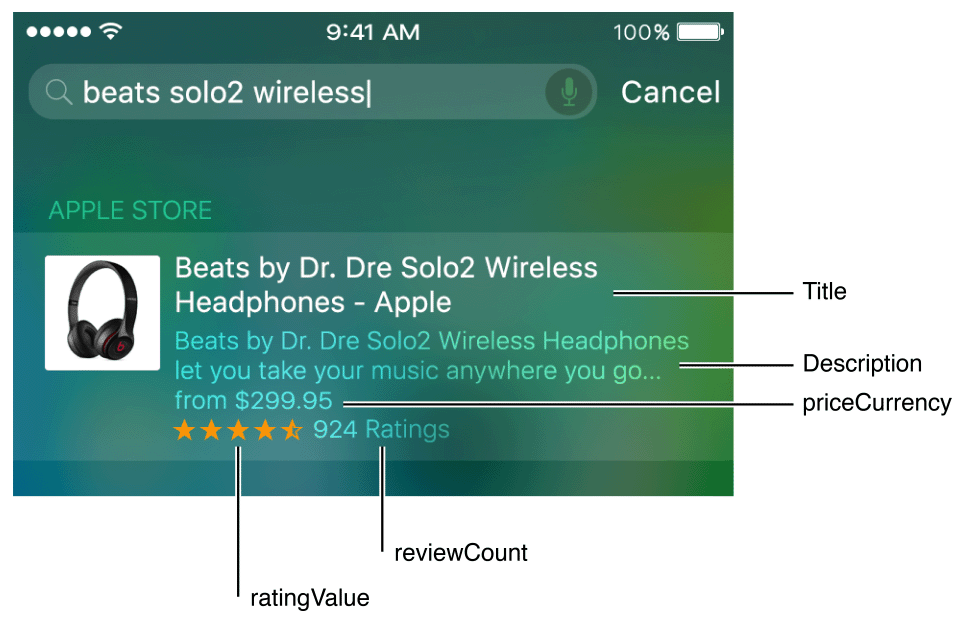 9:41 AM 100%
beats solo2 wireless Cancel
APPLE STORE
Beats by Dr. Dre Solo2 Wireless
Headphones - Apple
Title
Beats by Dr. Dre Solo2 Wireless Headphones
let you take your music anywhere you go...
Description
from $299.95
priceCurrency
924 Ratings
reviewCount
ratingValue